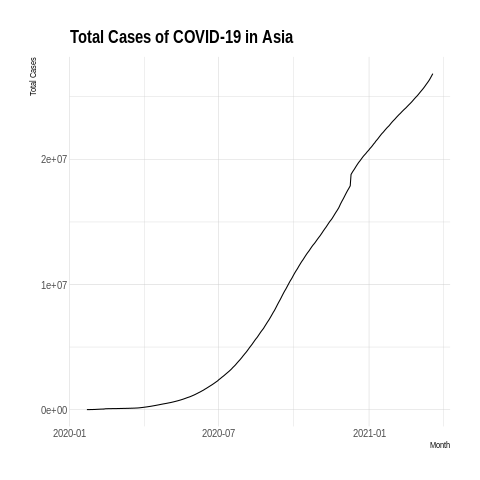 Total Cases of COVID-19 in Asia
Total Cases
2e+07
1e+07
0e+00
2020-01 2020-07 2021-01
Month